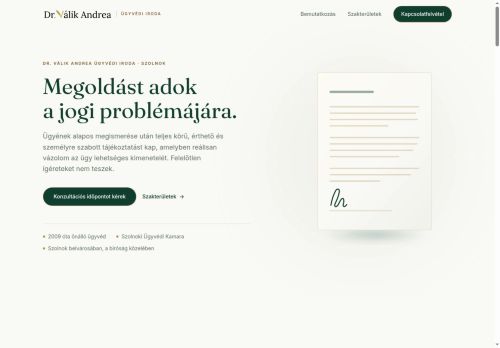 Dr. Válik Andrea ÜGYVÉDI IRODA
Bemutatkozás Szakterületek Kapcsolatfelvétel
DR. VÁLIK ANDREA ÜGYVÉDI IRODA · SZOLNOK
Megoldást adok
a jogi problémájára.
Ügyének alapos megismerése után teljes körű, érthető és
személyre szabott tájékoztatást kap, amelyben reálisan
vázolom az ügy lehetséges kimenetelét. Felelőtlen
ígéreteket nem teszek.
Konzultációs időpontot kérek Szakterületek →
2009 óta önálló ügyvéd Szolnoki Ügyvédi Kamara
Szolnok belvárosában, a bíróság közelében